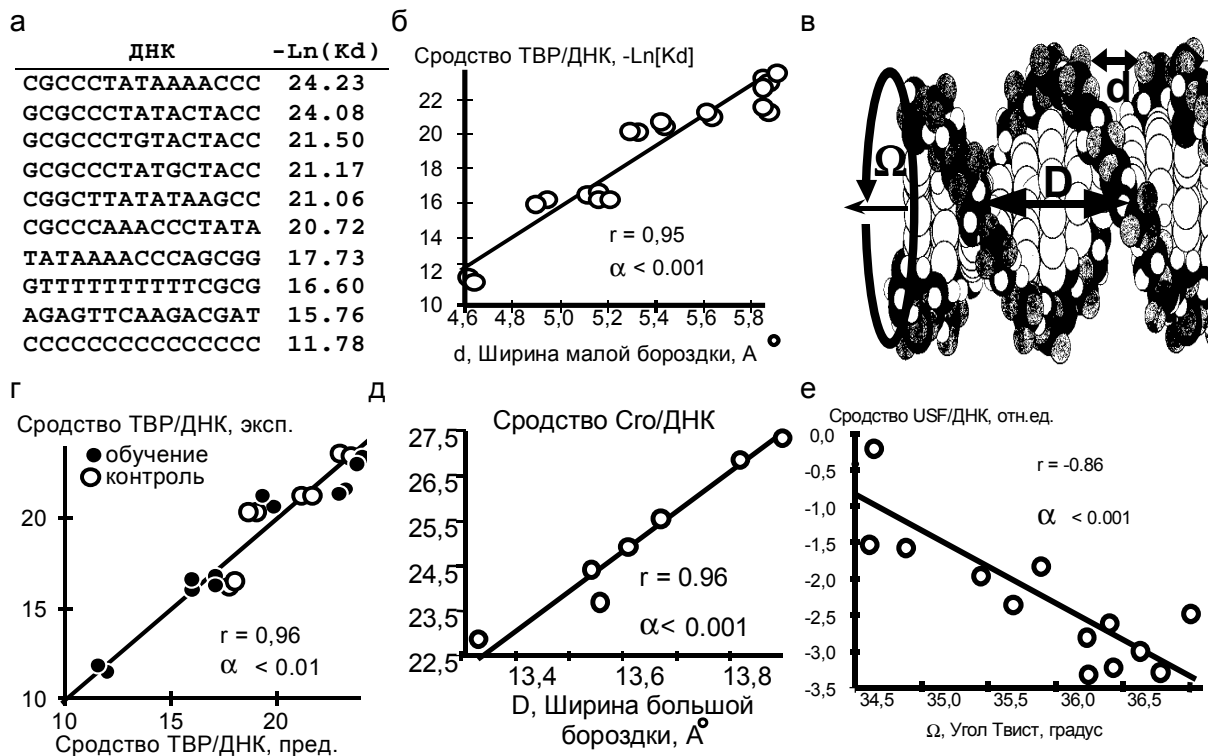 а
ДНК -Ln(Kd)
CGCCCTATAAAACCC 24.23
GCGCCCTATACTACC 24.08
GCGCCCTGTACTACC 21.50
GCGCCCTATGCTACC 21.17
CGGCTTATATAAGCC 21.06
CGCCCAAACCCTATA 20.72
TATAAAACCCAGCGG 17.73
GTTTTTTTTTTCGCG 16.60
AGAGTTCAAGACGAT 15.76
CCCCCCCCCCCCCCC 11.78
б
Сродство ТВР/ДНК, -Ln[Kd]
22
20
18
16
14
12
10
r = 0,95
α < 0.001
4,6 5,0 5,2 5,4 5,6 5,8
d, Ширина малой бороздки, А°
в
d
Ω
D
г
Сродство ТВР/ДНК, эксп.
обучение
контроль
20
15
10
r = 0,96
α < 0.01
10 15 20
Сродство ТВР/ДНК, пред.
д
Сродство Cro/ДНК
27,5
26,5
25,5
24,5
23,5
22,5
r = 0.96
α< 0.001
13,4 13,6 13,8
D, Ширина большой
бороздки, А°
е
Сродство USF/ДНК, отн.ед.
0,0
-0,5
-1,0
-1,5
-2,0
-2,5
-3,0
-3,5
r = -0.86
α < 0.001
34,5 35,0 35,5 36,0 36,5
Ω, Угол Твист, градус